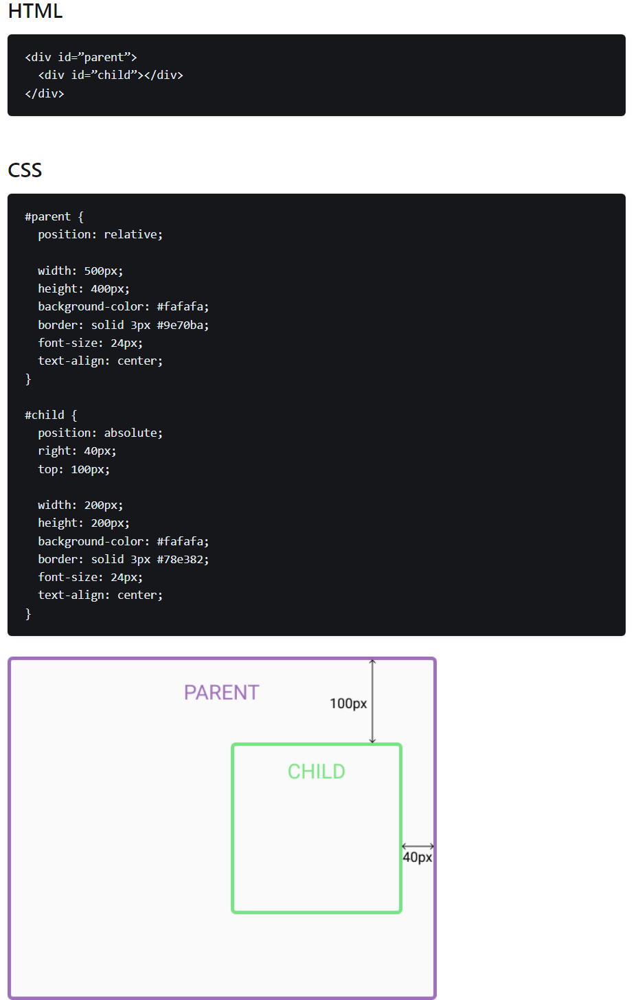 HTML
<div id=”parent”>
  <div id=”child”></div>
</div>
CSS
#parent {
  position: relative;
  width: 500px;
  height: 400px;
  background-color: #fafafa;
  border: solid 3px #9e70ba;
  font-size: 24px;
  text-align: center;
}
#child {
  position: absolute;
  right: 40px;
  top: 100px;
  width: 200px;
  height: 200px;
  background-color: #fafafa;
  border: solid 3px #78e382;
  font-size: 24px;
  text-align: center;
}
PARENT
100px
CHILD
40px